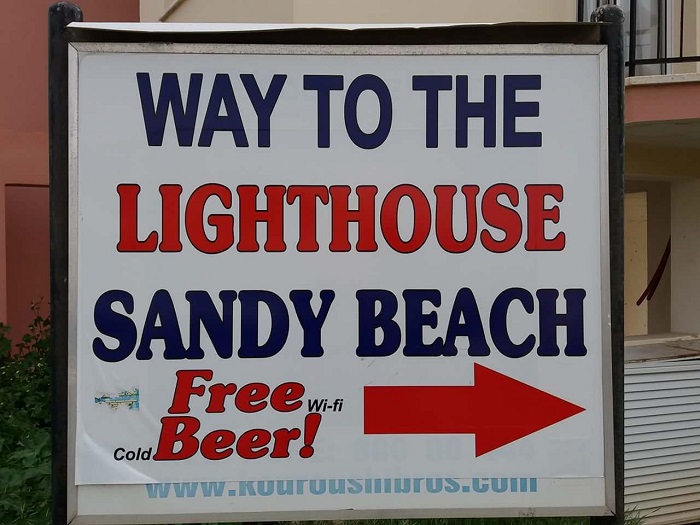 WAY TO THE
LIGHTHOUSE
SANDY BEACH
Free Wi-fi
Cold Beer!